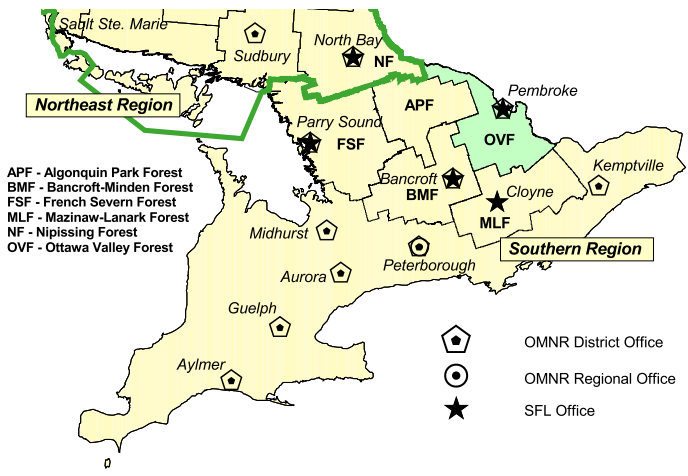 Sault Ste. Marie
Sudbury
North Bay
NF
Northeast Region
APF
Pembroke
Parry Sound
FSF
OVF
Kemptville
APF - Algonquin Park Forest
BMF - Bancroft-Minden Forest
FSF - French Severn Forest
MLF - Mazinaw-Lanark Forest
NF - Nipissing Forest
OVF - Ottawa Valley Forest
Bancroft
BMF
Cloyne
MLF
Midhurst
Southern Region
Peterborough
Aurora
Guelph
Aylmer
OMNR District Office
OMNR Regional Office
SFL Office